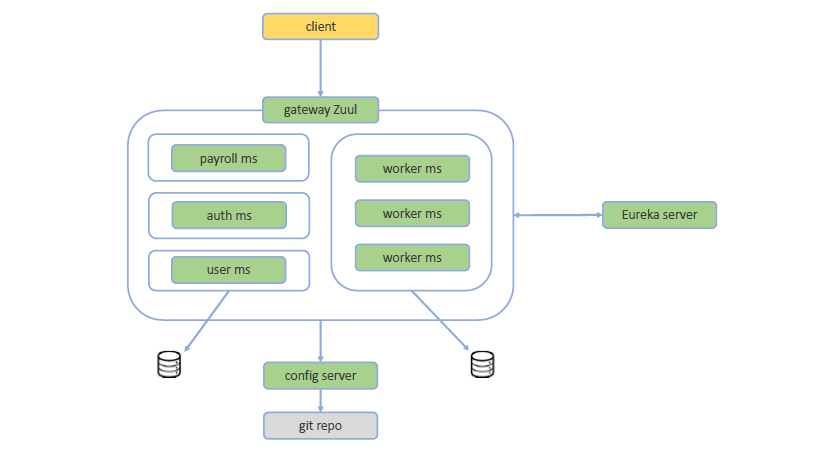 client
gateway Zuul
payroll ms
auth ms
user ms
worker ms
worker ms
worker ms
Eureka server
config server
git repo